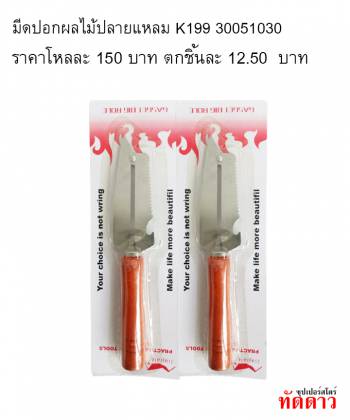 มีดปอกผลไม้ปลายแหลม K199 30051030
ราคาโหลละ 150 บาท ตกชิ้นละ 12.50 บาท
Your choice is not wring
Make life more beautifil
Your choice is not wring
Make life more beautifil
TOOLS
ซุปเปอร์สโตร์
ทัดดาว